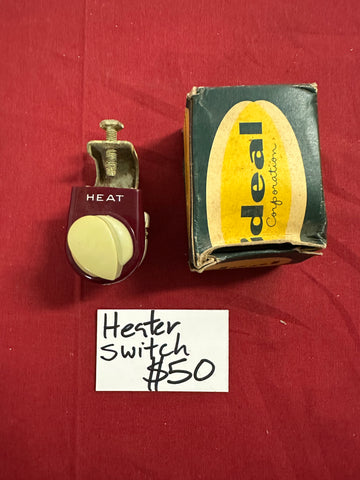 HEAT
ideal
Corporation
Heater
switch
$50